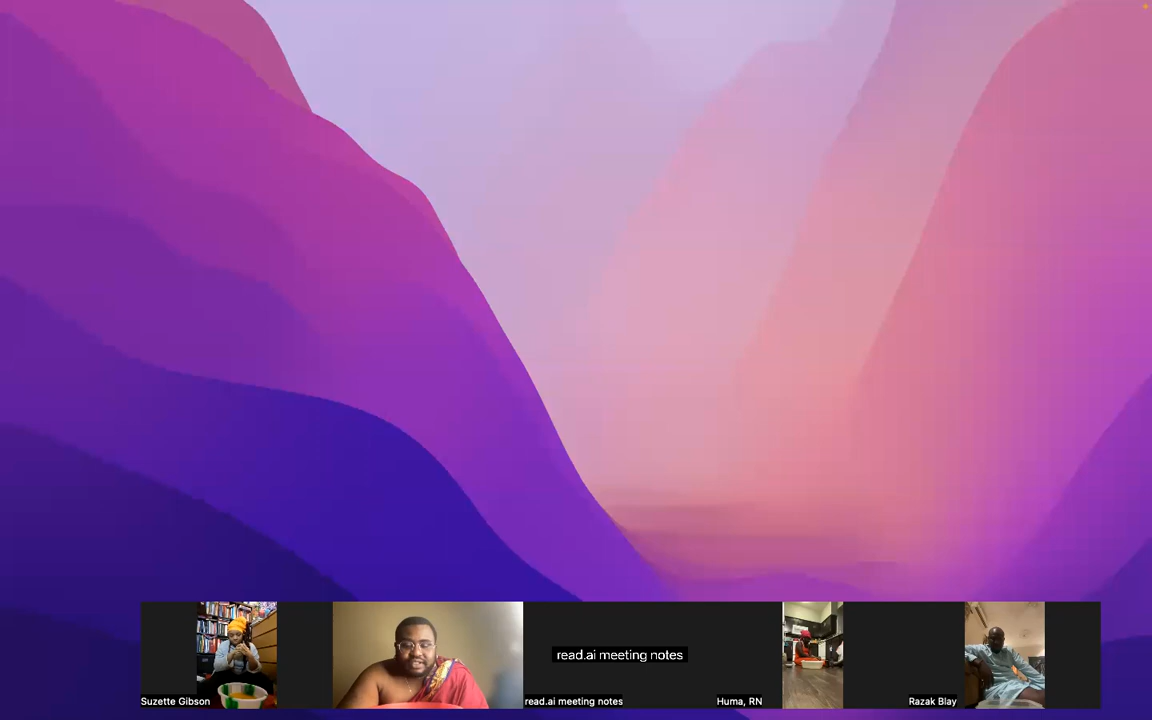 read.ai meeting notes
Suzette Gibson
read.ai meeting notes
Huma, RN
Razak Blay